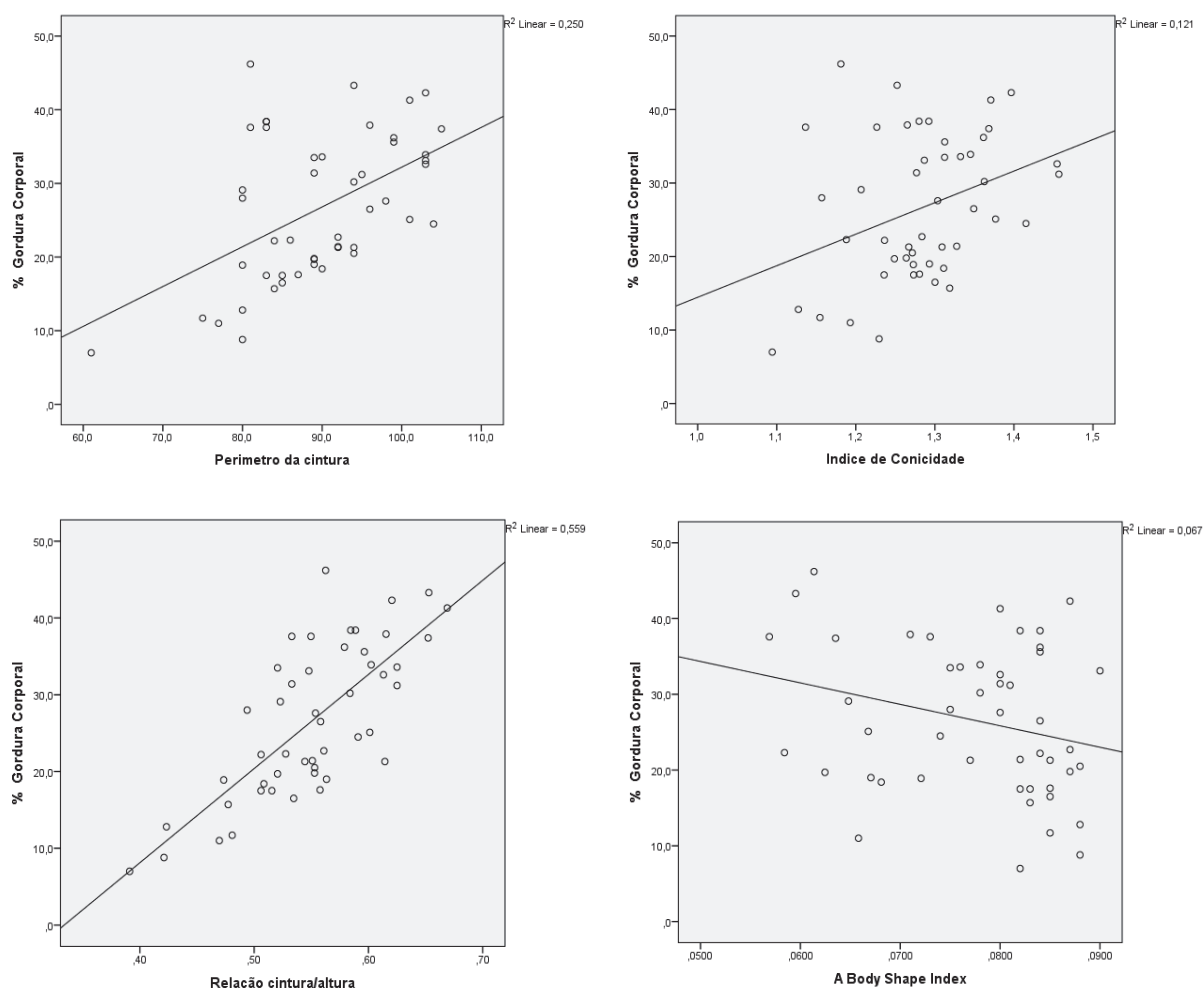 R² Linear = 0,250
50,0
40,0
30,0
20,0
10,0
,0
% Gordura Corporal
60,0 70,0 80,0 90,0 100,0 110,0
Perimetro da cintura
R² Linear = 0,121
50,0
40,0
30,0
20,0
10,0
,0
% Gordura Corporal
1,0 1,1 1,2 1,3 1,4 1,5
Indice de Conicidade
R² Linear = 0,559
50,0
40,0
30,0
20,0
10,0
,0
% Gordura Corporal
,40 ,50 ,60 ,70
Relação cintura/altura
R² Linear = 0,067
50,0
40,0
30,0
20,0
10,0
,0
% Gordura Corporal
,0500 ,0600 ,0700 ,0800 ,0900
A Body Shape Index